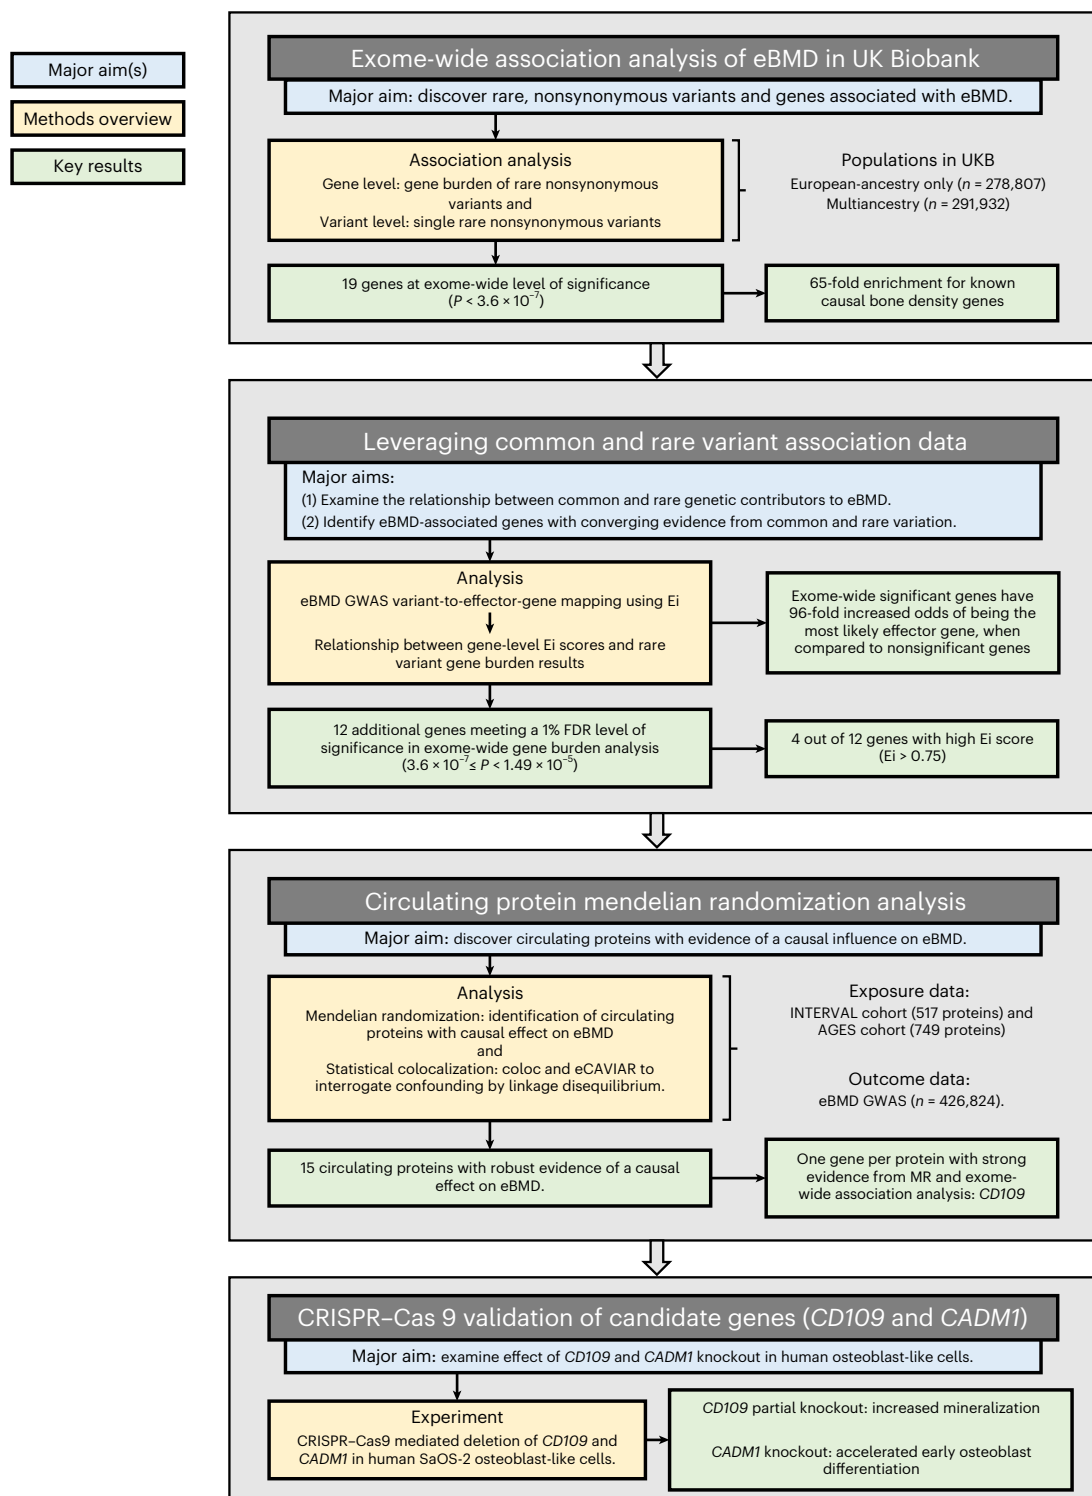 Major aim(s)
Methods overview
Key results
Exome-wide association analysis of eBMD in UK Biobank
Major aim: discover rare, nonsynonymous variants and genes associated with eBMD.
Association analysis
Gene level: gene burden of rare nonsynonymous
variants and
Variant level: single rare nonsynonymous variants
Populations in UKB
European-ancestry only (n = 278,807)
Multiancestry (n = 291,932)
19 genes at exome-wide level of significance
(P < 3.6 × 10⁻⁷)
65-fold enrichment for known
causal bone density
genes
Leveraging common and rare variant association data
Major aims:
(1) Examine the relationship between common and rare genetic contributors to eBMD.
(2) Identify eBMD-associated genes with converging evidence from common and rare variation.
Analysis
eBMD GWAS variant-to-effector-gene mapping using Ei
Relationship between gene-level Ei scores and rare
variant gene burden results
Exome-wide significant genes have
96-fold increased odds of being the
most likely effector gene, when
compared to nonsignificant genes
12 additional genes meeting a 1% FDR level of
significance in exome-wide gene burden analysis
(3.6 × 10⁻⁷ ≤ P < 1.49 × 10⁻⁵)
4 out of 12 genes with high Ei score
(Ei > 0.75)
Circulating protein mendelian randomization analysis
Major aim: discover circulating proteins with evidence of a causal influence on eBMD.
Analysis
Mendelian randomization: identification of circulating
proteins with causal effect on eBMD
and
Statistical colocalization: coloc and eCAVIAR to
interrogate confounding by linkage disequilibrium.
Exposure data:
INTERVAL cohort (517 proteins) and
AGES cohort (749 proteins)
Outcome data:
eBMD GWAS (n = 426,824).
15 circulating proteins with robust evidence of a causal
effect on eBMD.
One gene per protein with strong
evidence from MR and exome-
wide association analysis: CD109
CRISPR–Cas 9 validation of candidate genes (CD109 and CADM1)
Major aim: examine effect of CD109 and CADM1 knockout in human osteoblast-like cells.
Experiment
CRISPR–Cas9 mediated deletion of CD109 and
CADM1 in human SaOS-2 osteoblast-like cells.
CD109 partial knockout: increased mineralization
CADM1 knockout: accelerated early osteoblast
differentiation